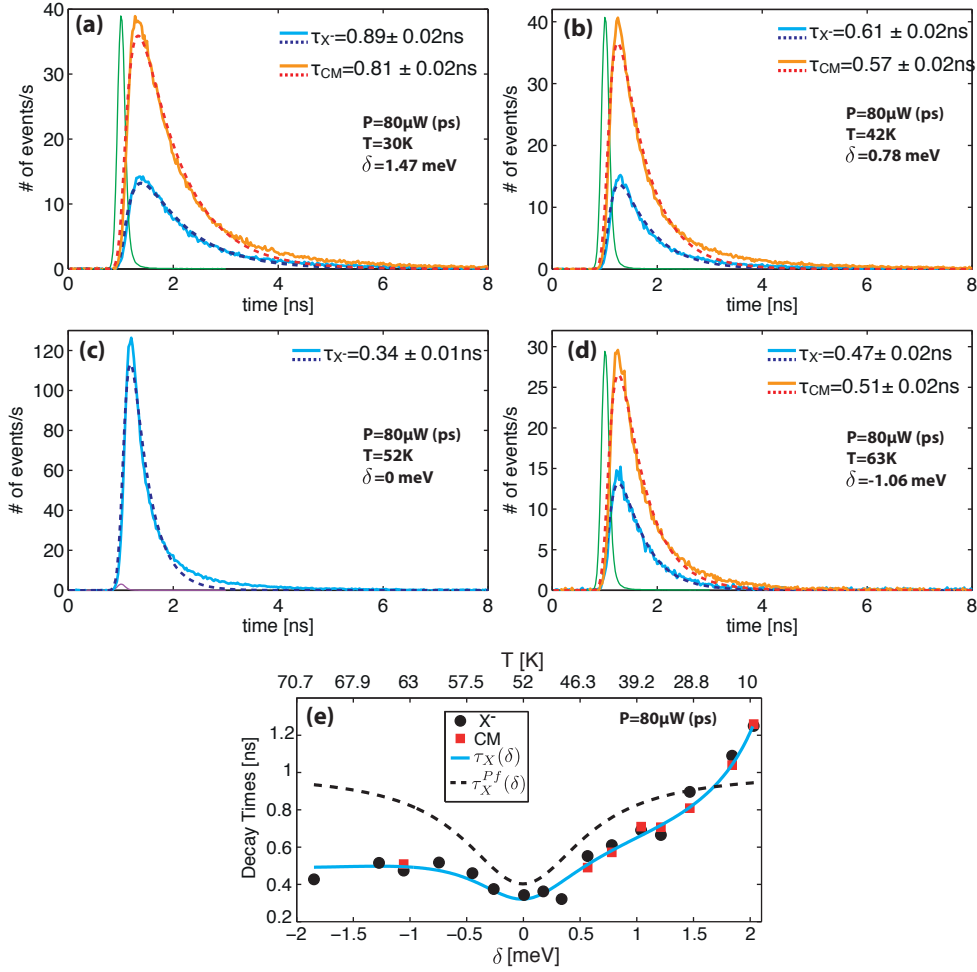 (a)
τX-=0.89± 0.02ns
τCM=0.81 ± 0.02ns
P=80µW (ps)
T=30K
δ=1.47 meV
# of events/s
40
30
20
10
0
0 2 4 6 8
time [ns]
(b)
τX-=0.61 ± 0.02ns
τCM=0.57 ± 0.02ns
P=80µW (ps)
T=42K
δ=0.78 meV
# of events/s
40
30
20
10
0
0 2 4 6 8
time [ns]
(c)
τX-=0.34 ± 0.01ns
P=80µW (ps)
T=52K
δ=0 meV
# of events/s
120
100
80
60
40
20
0
0 2 4 6 8
time [ns]
(d)
τX-=0.47± 0.02ns
τCM=0.51± 0.02ns
P=80µW (ps)
T=63K
δ=-1.06 meV
# of events/s
30
25
20
15
10
5
0
0 2 4 6 8
time [ns]
T [K]
70.7 67.9 63 57.5 52 46.3 39.2 28.8 10
(e)
X-
CM
τX(δ)
τX^Pf(δ)
P=80µW (ps)
Decay Times [ns]
1.2
1
0.8
0.6
0.4
0.2
−2 −1.5 −1 −0.5 0 0.5 1 1.5 2
δ [meV]